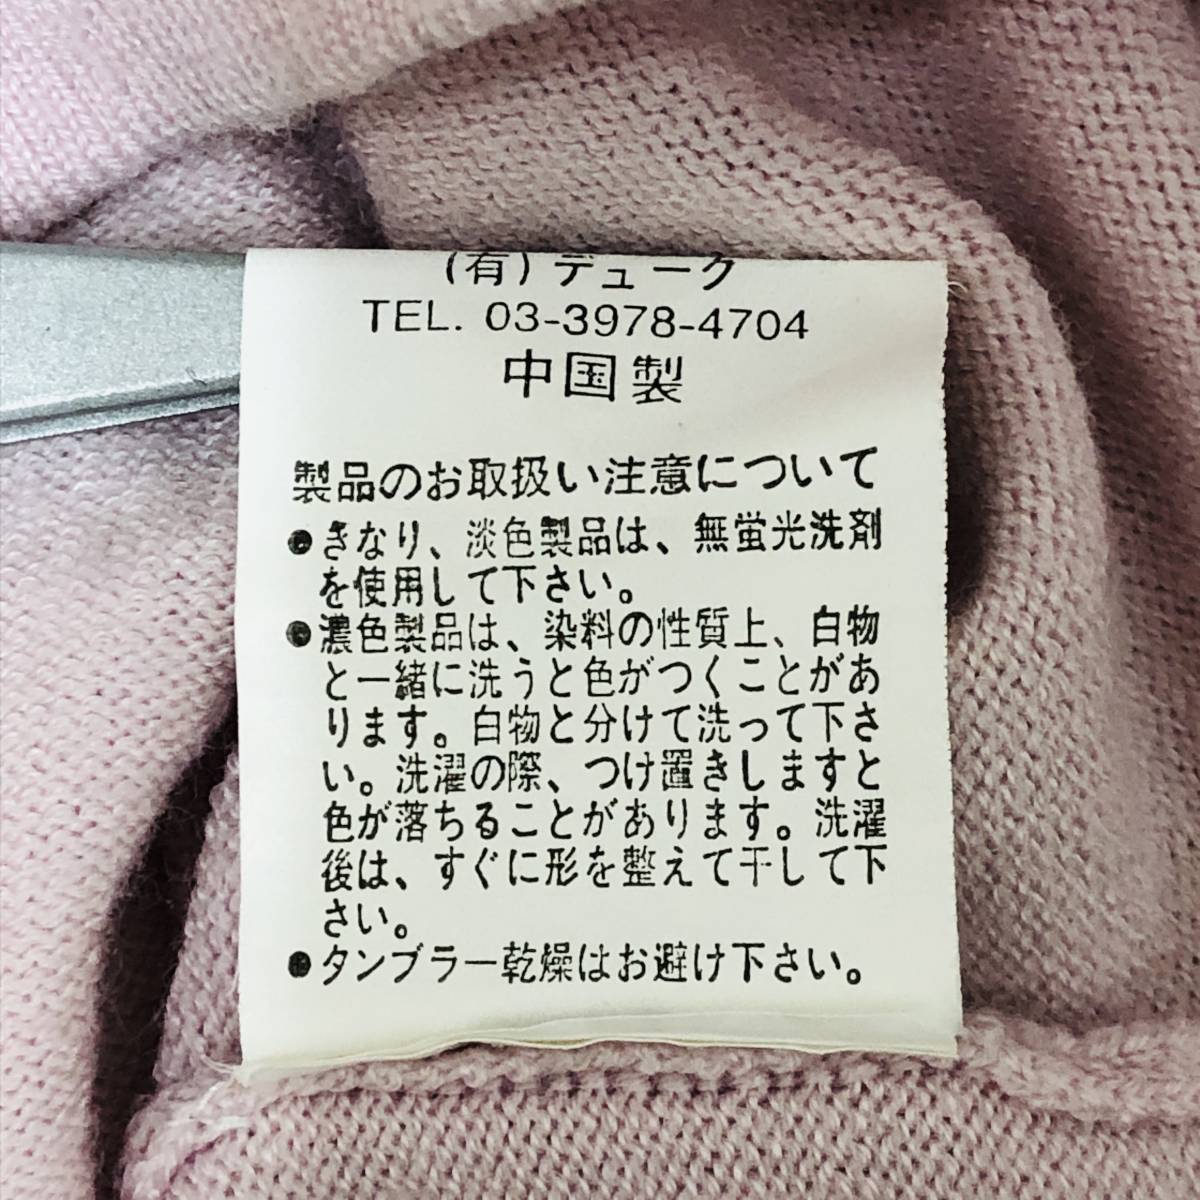 (有)デューク
TEL. 03-3978-4704
中国製
製品のお取扱い注意について
●きなり、淡色製品は、無蛍光洗剤
を使用して下さい。
●濃色製品は、染料の性質上、白物
と一緒に洗うと色がつくことがあ
ります。白物と分けて洗って下さ
い。洗濯の際、つけ置きしますと
色が落ちることがあります。洗濯
後は、すぐに形を整えて干して下
さい。
●タンブラー乾燥はお避け下さい。